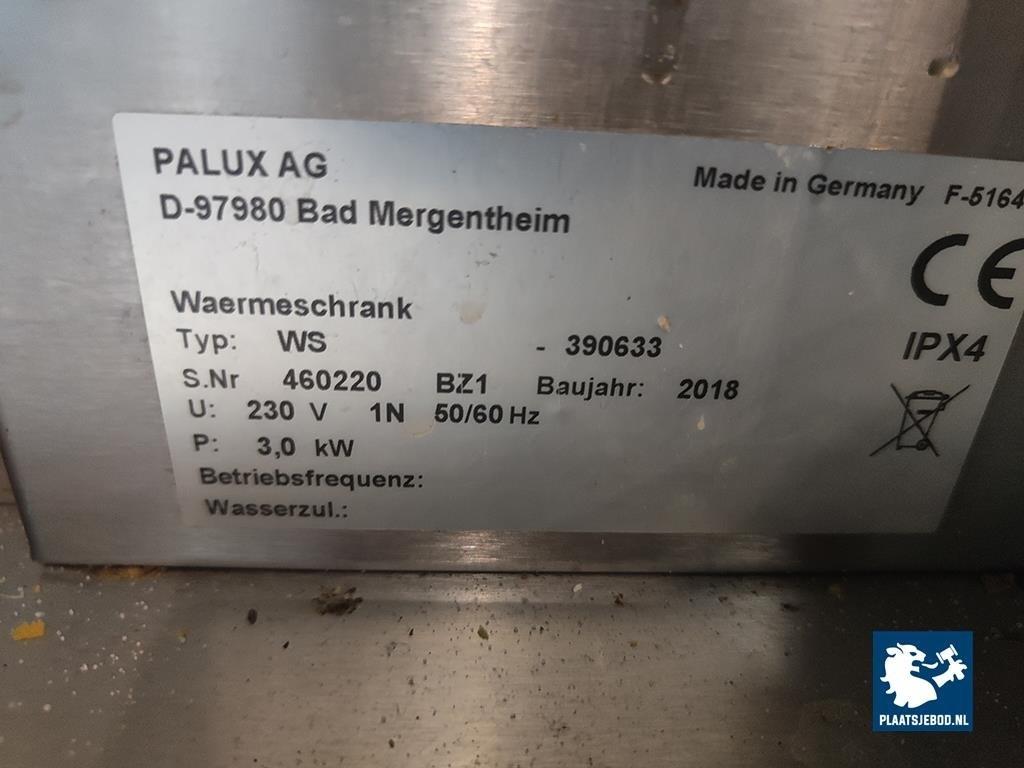 PALUX AG
Made in Germany F-5164
D-97980 Bad Mergentheim
CE
Waermeschrank
IPX4
Typ: WS - 390633
S.Nr 460220 BZ1 Baujahr: 2018
U: 230 V 1N 50/60 Hz
P: 3,0 kW
Betriebsfrequenz:
Wasserzul.:
PLAATSJEBOD.NL